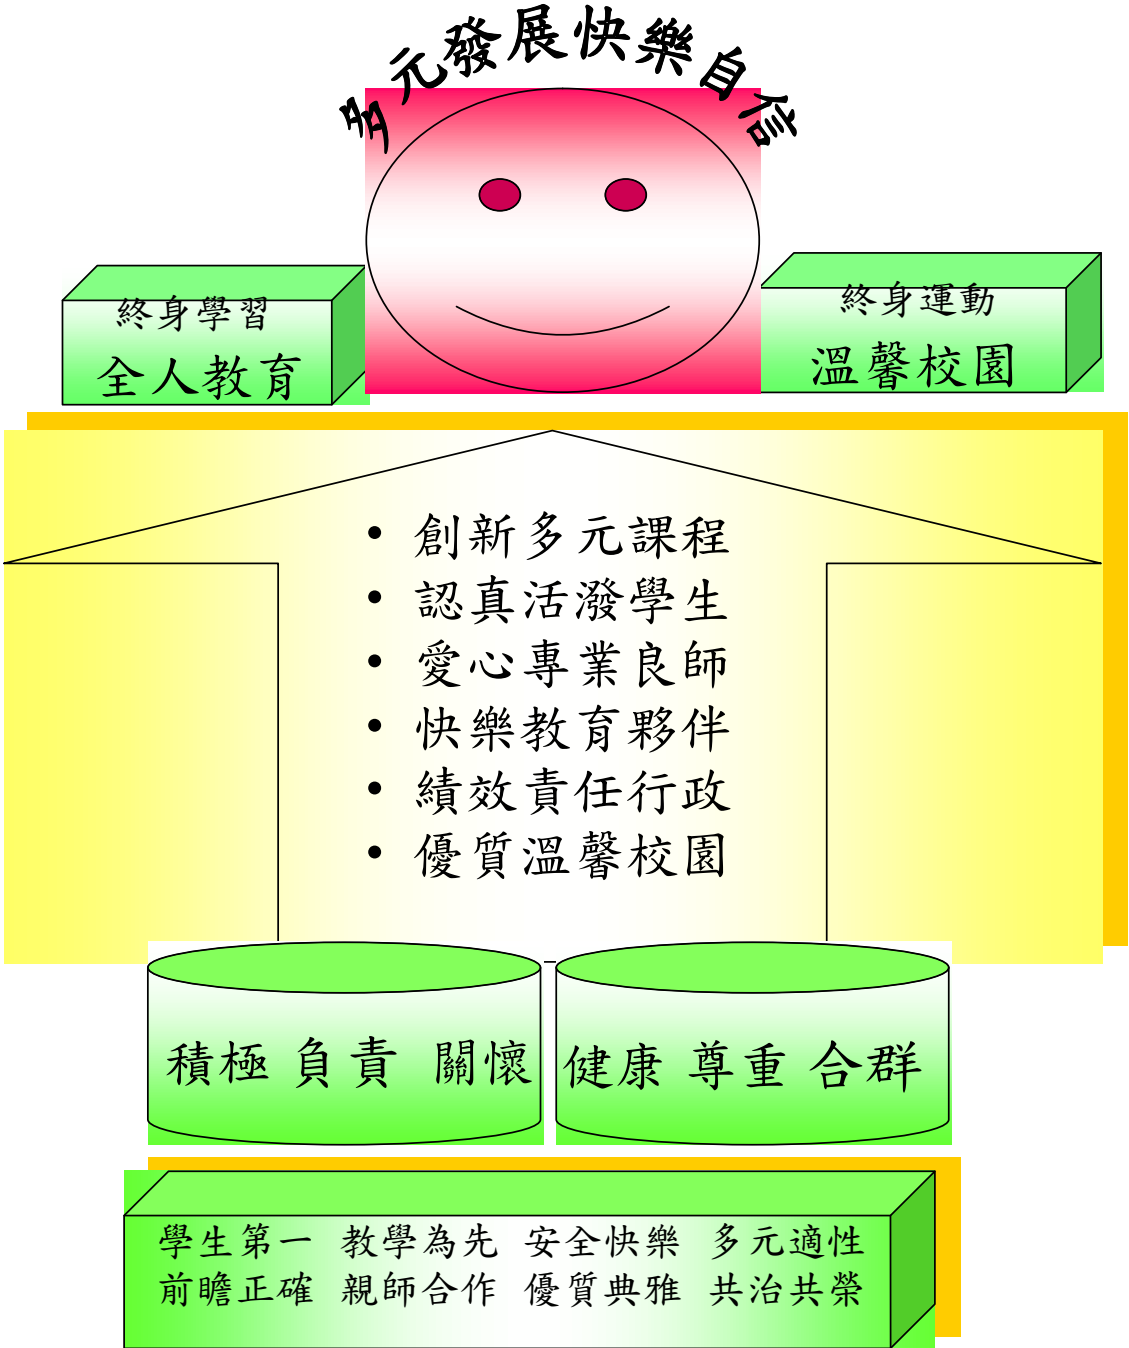 多元發展快樂自信
終身學習
全人教育
終身運動
溫馨校園
• 創新多元課程
• 認真活潑學生
• 愛心專業良師
• 快樂教育夥伴
• 績效責任行政
• 優質溫馨校園
積極 負責 關懷
健康 尊重 合群
學生第一 教學為先 安全快樂 多元適性
前瞻正確 親師合作 優質典雅 共治共榮